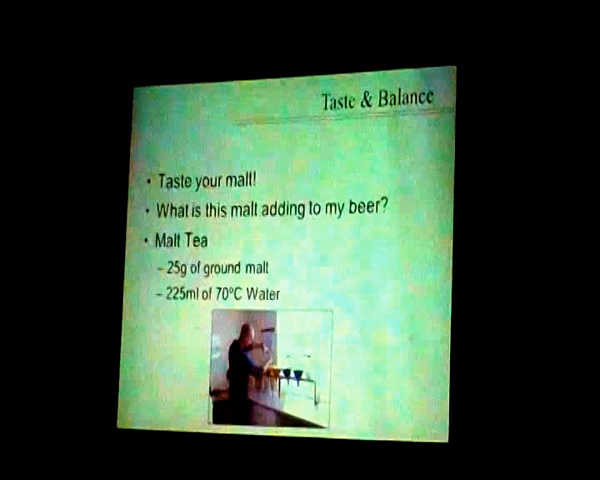 Taste & Balance
• Taste your malt!
• What is this malt adding to my beer?
• Malt Tea
– 25g of ground malt
– 225ml of 70ºC Water